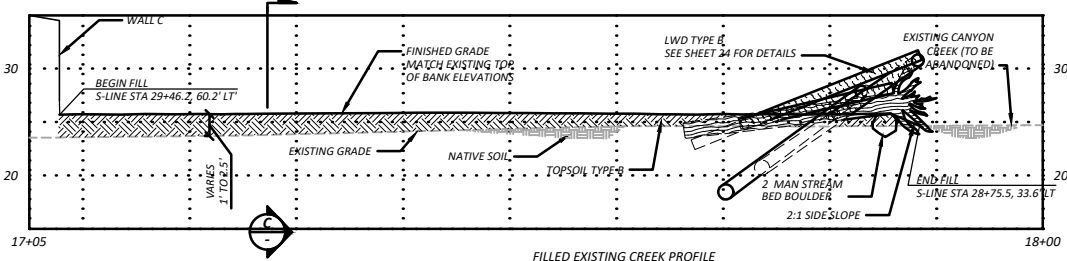 WALL C
FINISHED GRADE
MATCH EXISTING TOP
OF BANK ELEVATIONS
LWD TYPE B
SEE SHEET 24 FOR DETAILS
EXISTING CANYON
CREEK (TO BE
ABANDONED)
30
30
BEGIN FILL
S-LINE STA 29+46.2, 60.2' LT
EXISTING GRADE
NATIVE SOIL
TOPSOIL TYPE B
VARIES
1' TO 2.5'
20
20
2 MAN STREAM
BED BOULDER
END FILL
S-LINE STA 28+75.5, 33.6' LT
2:1 SIDE SLOPE
C
-
17+05
18+00
FILLED EXISTING CREEK PROFILE